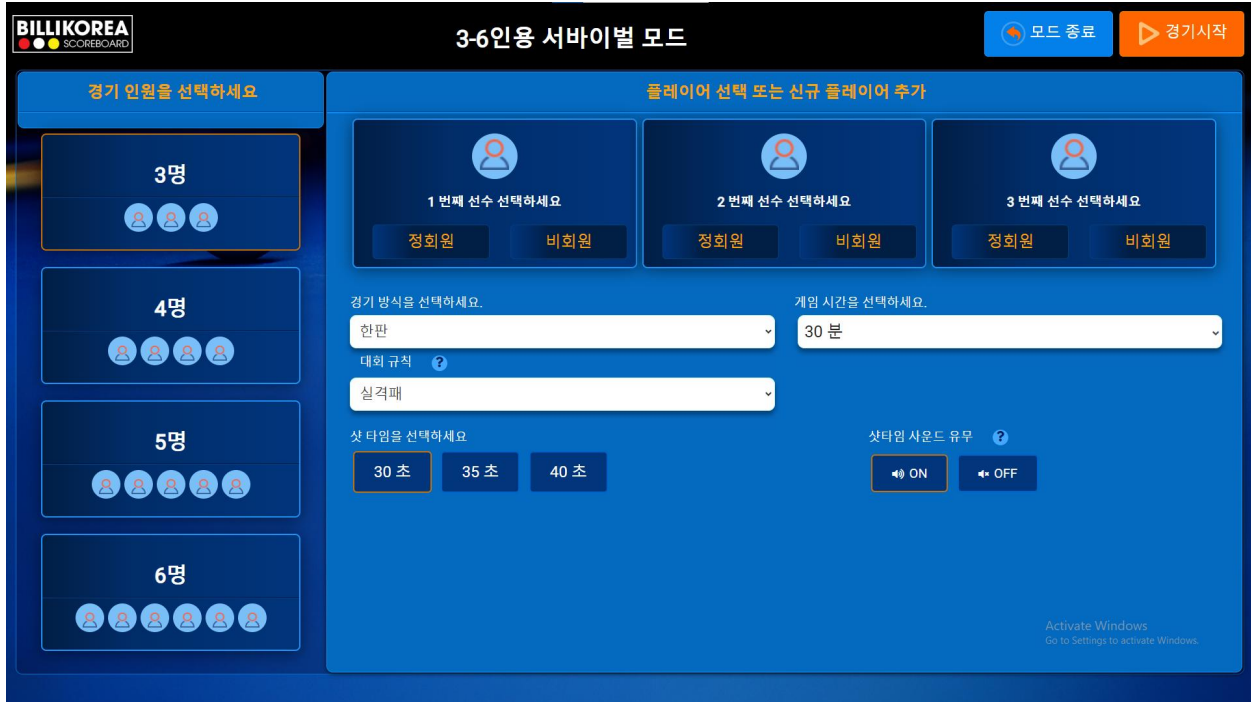 BILLIKOREA
SCOREBOARD
3-6인용 서바이벌 모드
모드 종료
경기시작
경기 인원을 선택하세요
플레이어 선택 또는 신규 플레이어 추가
3명
4명
5명
6명
1 번째 선수 선택하세요
정회원 비회원
2 번째 선수 선택하세요
정회원 비회원
3 번째 선수 선택하세요
정회원 비회원
경기 방식을 선택하세요.
한판
게임 시간을 선택하세요.
30 분
대회 규칙 ?
실격패
샷 타임을 선택하세요
30 초 35 초 40 초
샷타임 사운드 유무 ?
ON OFF
Activate Windows
Go to Settings to activate Windows.